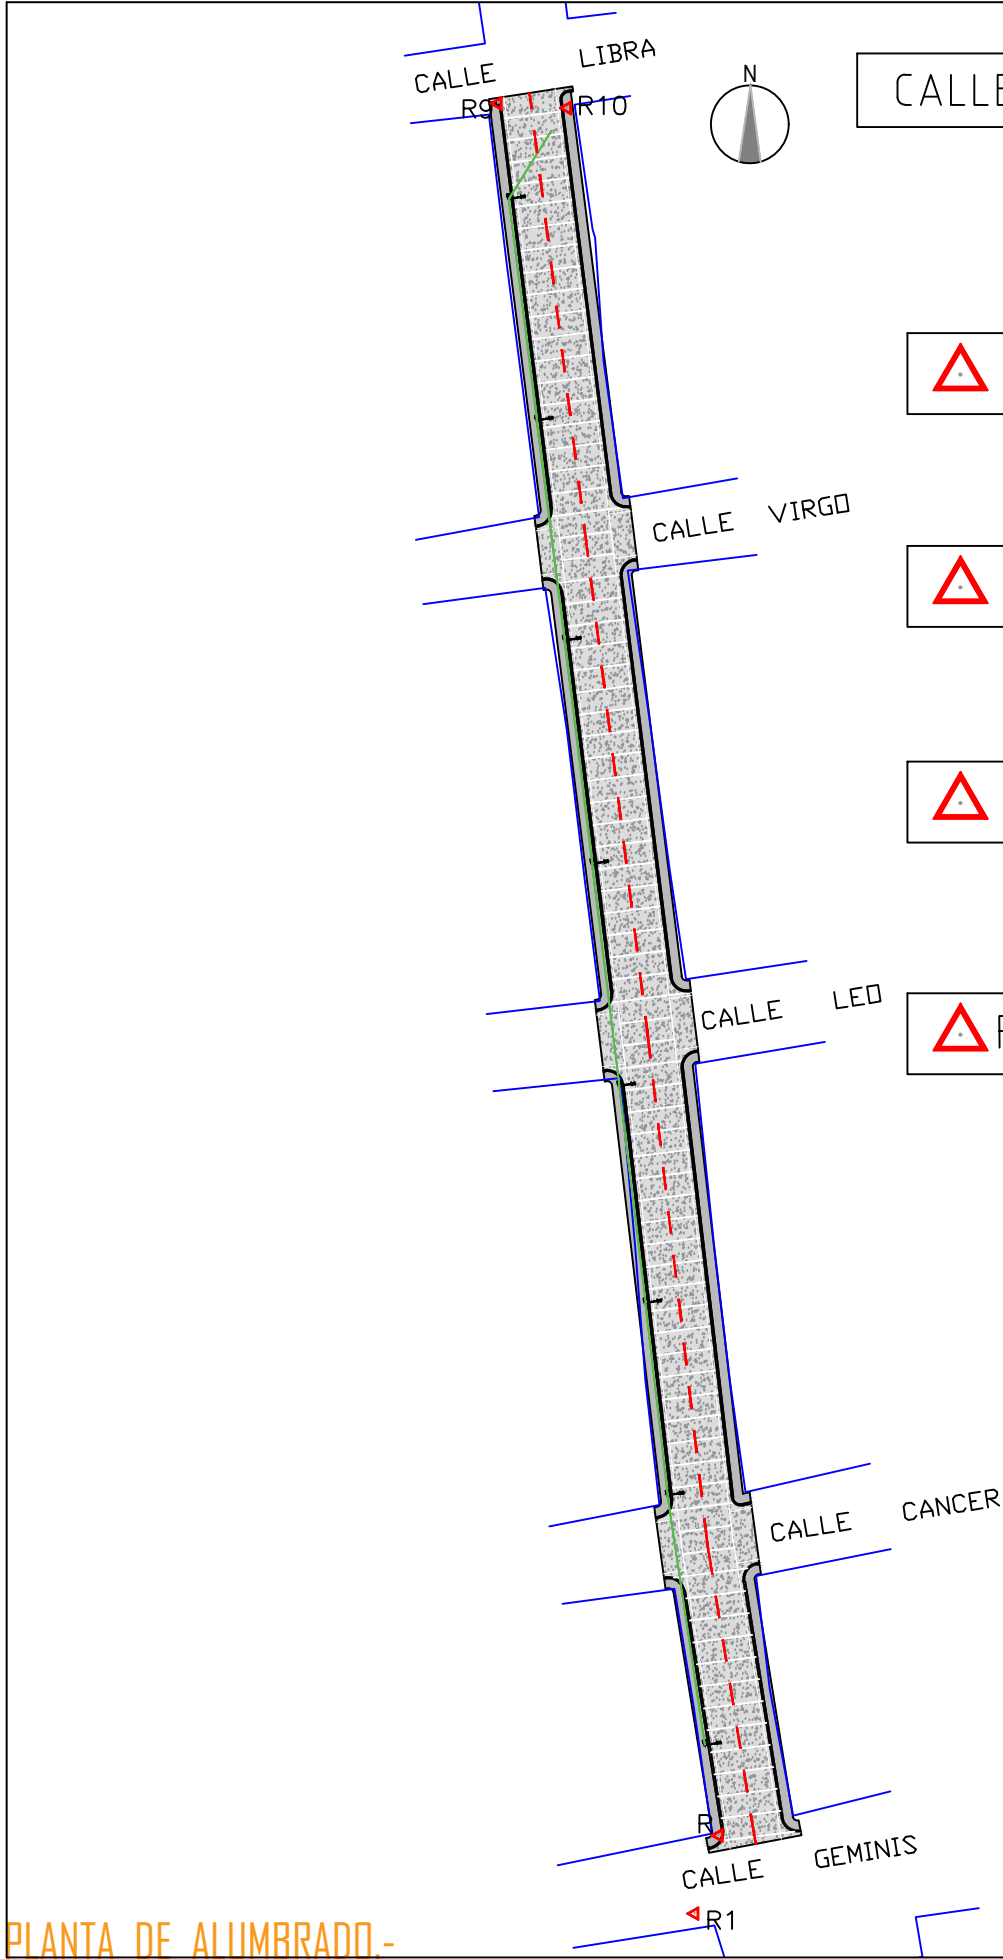 CALLE LIBRA
N
CALLE
R9
R10
CALLE VIRGO
CALLE LEO
CALLE CANCER
R
CALLE GEMINIS
R1
PLANTA DE ALUMBRADO.-